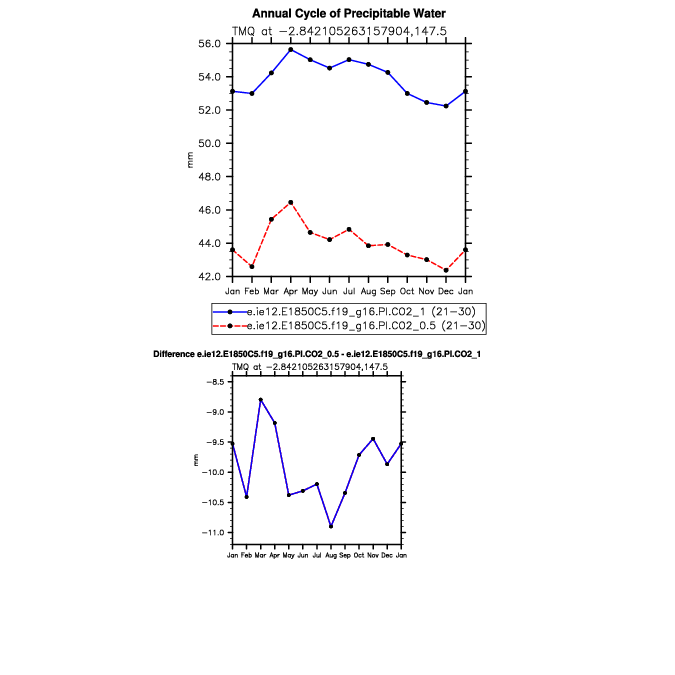 Annual Cycle of Precipitable Water
TMQ at −2.842105263157904,147.5
56.0
54.0
52.0
50.0
48.0
46.0
44.0
42.0
mm
Jan Feb Mar Apr May Jun Jul Aug Sep Oct Nov Dec Jan
e.ie12.E1850C5.f19_g16.PI.CO2_1 (21−30)
e.ie12.E1850C5.f19_g16.PI.CO2_0.5 (21−30)
Difference e.ie12.E1850C5.f19_g16.PI.CO2_0.5 - e.ie12.E1850C5.f19_g16.PI.CO2_1
TMQ at −2.842105263157904,147.5
−8.5
−9.0
−9.5
−10.0
−10.5
−11.0
mm
Jan Feb Mar Apr May Jun Jul Aug Sep Oct Nov Dec Jan